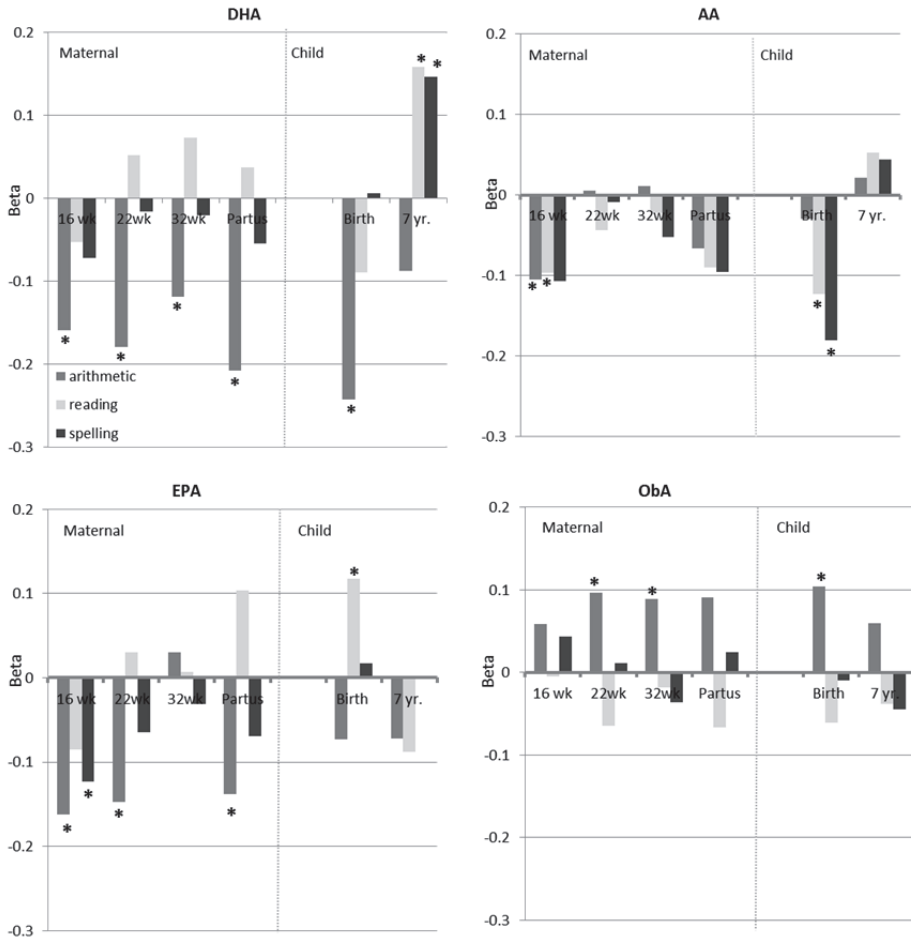 DHA
0.2
Maternal
Child
* *
0.1
0
Beta
16 wk
22wk
32wk
Partus
Birth
7 yr.
-0.1
* * * * *
-0.2
arithmetic
reading
spelling
-0.3
AA
0.2
Maternal
Child
0.1
0
Beta
16 wk
22wk
32wk
Partus
Birth
7 yr.
-0.1
* * * *
-0.2
-0.3
EPA
0.2
Maternal
Child
*
0.1
0
Beta
16 wk
22wk
32wk
Partus
Birth
7 yr.
-0.1
* * * *
-0.2
-0.3
ObA
0.2
Maternal
Child
* * *
0.1
0
Beta
16 wk
22wk
32wk
Partus
Birth
7 yr.
-0.1
-0.2
-0.3